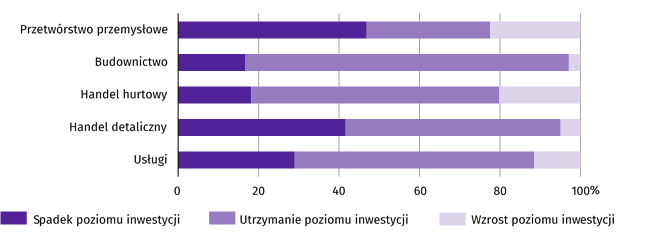 Przetwórstwo przemysłowe
Budownictwo
Handel hurtowy
Handel detaliczny
Usługi
0 20 40 60 80 100%
Spadek poziomu inwestycji Utrzymanie poziomu inwestycji Wzrost poziomu inwestycji